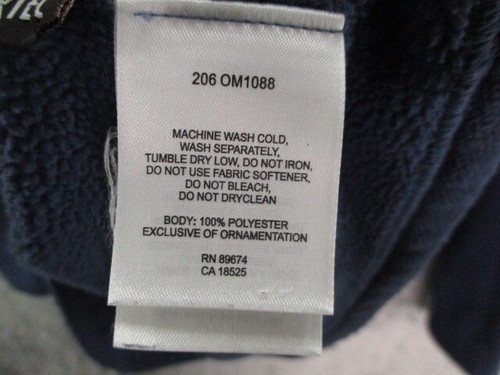 206 OM1088
MACHINE WASH COLD,
WASH SEPARATELY,
TUMBLE DRY LOW, DO NOT IRON,
DO NOT USE FABRIC SOFTENER,
DO NOT BLEACH,
DO NOT DRYCLEAN
BODY: 100% POLYESTER
EXCLUSIVE OF ORNAMENTATION
RN 89674
CA 18525